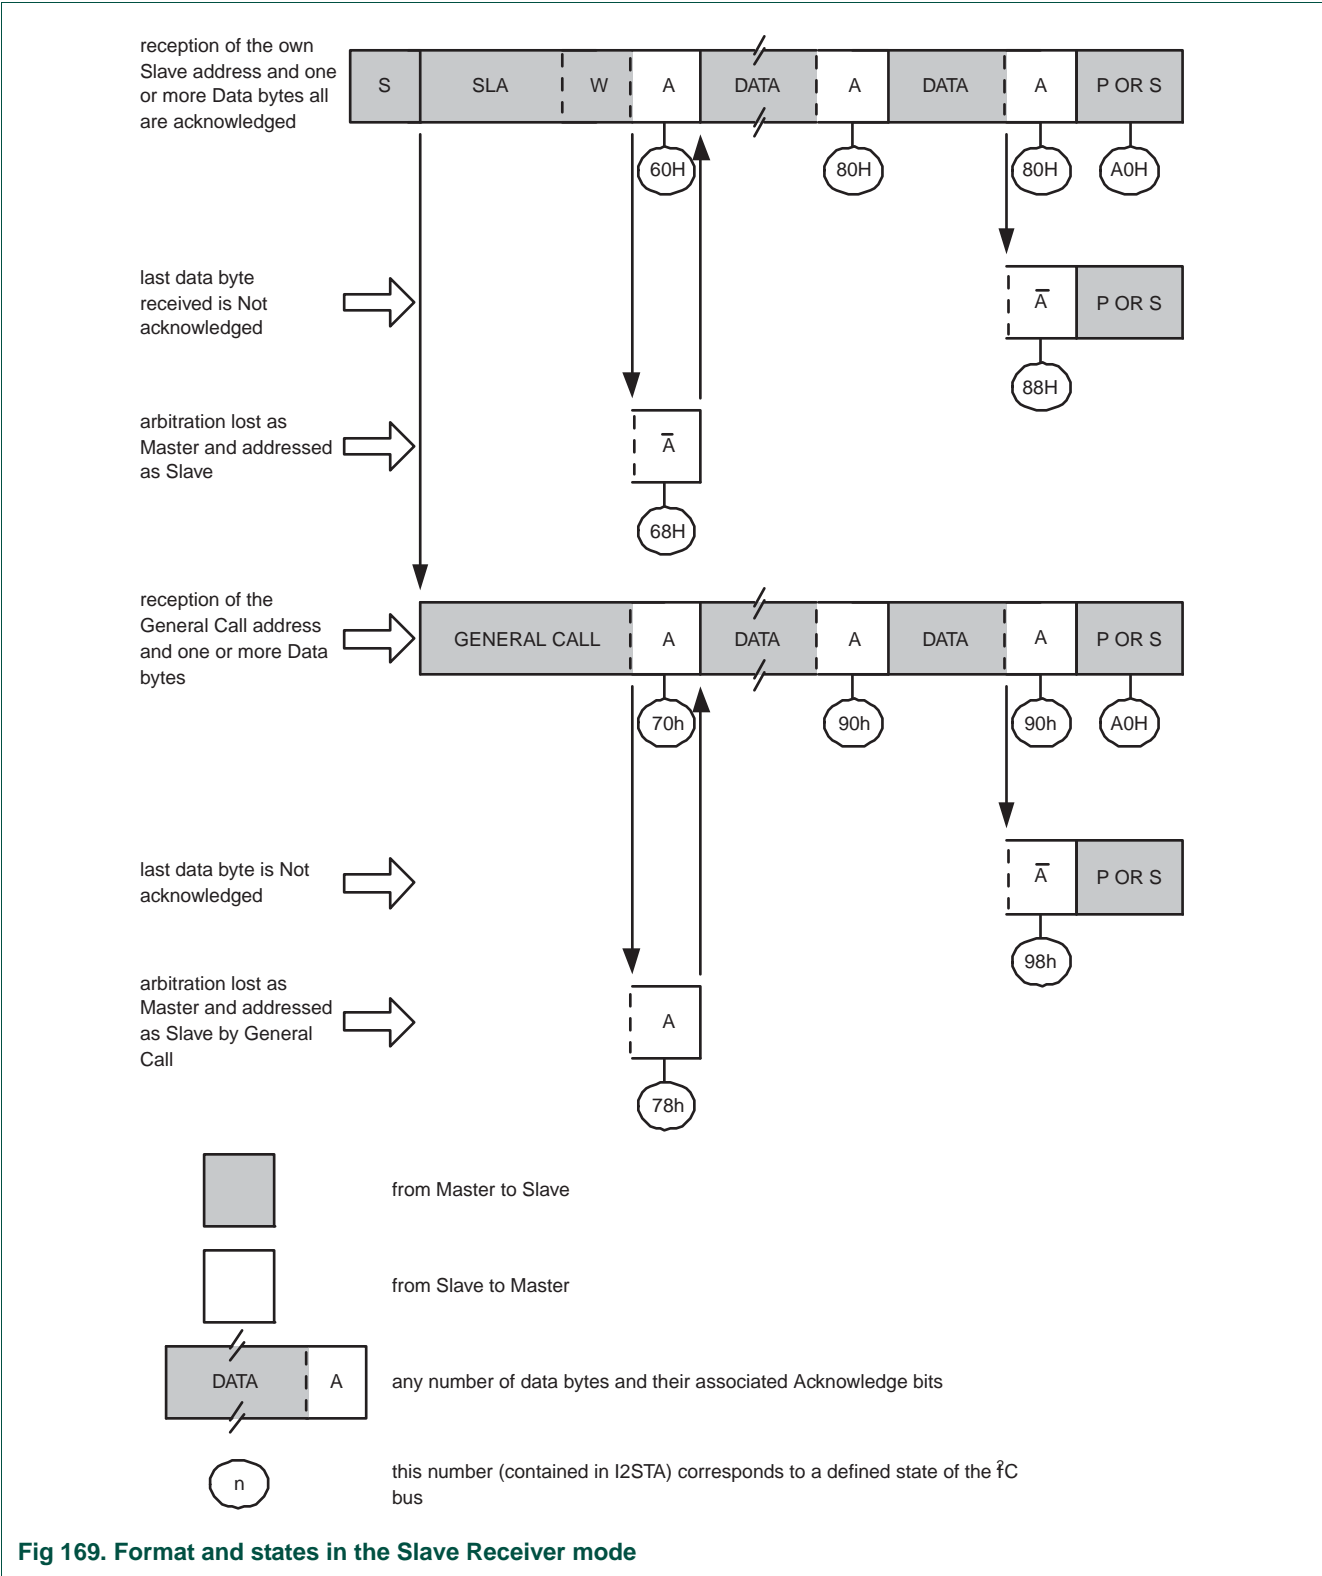 reception of the own
Slave address and one
or more Data bytes all
are acknowledged
S SLA W A DATA A DATA A P OR S
60H 80H 80H A0H
last data byte
received is Not
acknowledged
A̅ P OR S
88H
arbitration lost as
Master and addressed
as Slave
A̅
68H
reception of the
General Call address
and one or more Data
bytes
GENERAL CALL A DATA A DATA A P OR S
70h 90h 90h A0H
last data byte is Not
acknowledged
A̅ P OR S
98h
arbitration lost as
Master and addressed
as Slave by General
Call
A
78h
from Master to Slave
from Slave to Master
DATA A any number of data bytes and their associated Acknowledge bits
n this number (contained in I2STA) corresponds to a defined state of the I²C
bus
Fig 169. Format and states in the Slave Receiver mode